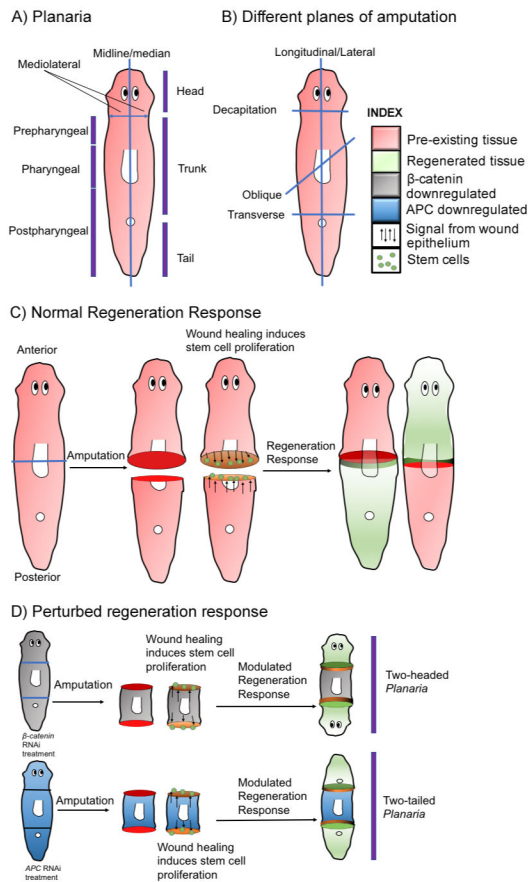 A) Planaria
Midline/median
Mediolateral
Head
Prepharyngeal
Pharyngeal
Trunk
Postpharyngeal
Tail
B) Different planes of amputation
Longitudinal/Lateral
Decapitation
Oblique
Transverse
INDEX
Pre-existing tissue
Regenerated tissue
β-catenin
downregulated
APC downregulated
Signal from wound
epithelium
Stem cells
C) Normal Regeneration Response
Wound healing induces
stem cell proliferation
Anterior
Amputation
Regeneration
Response
Posterior
D) Perturbed regeneration response
Wound healing
induces stem cell
proliferation
Amputation
Modulated
Regeneration
Response
Two-headed
Planaria
β-catenin
RNAi
treatment
Amputation
Modulated
Regeneration
Response
Two-tailed
Planaria
Wound healing
induces stem cell
proliferation
APC RNAi
treatment